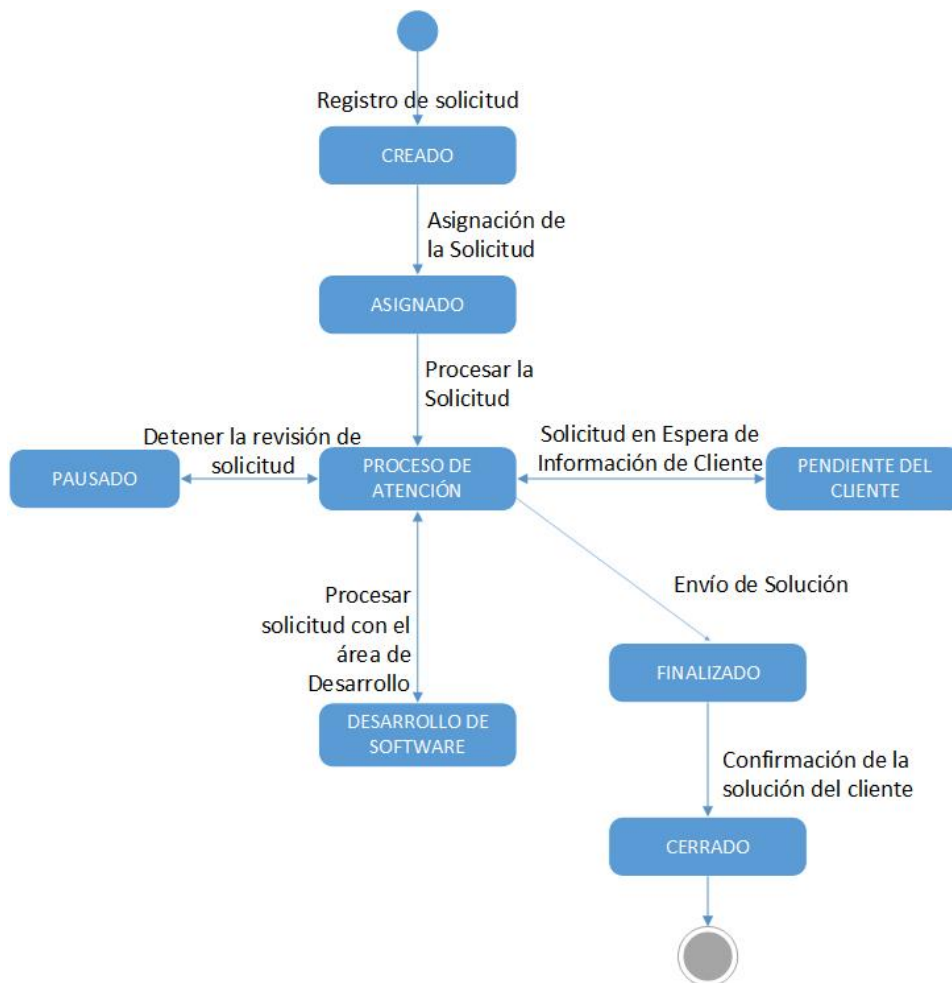 Registro de solicitud
CREADO
Asignación de
la Solicitud
ASIGNADO
Procesar la
Solicitud
Detener la revisión de
solicitud
Solicitud en Espera de
Información de Cliente
PAUSADO
PROCESO DE
ATENCIÓN
PENDIENTE DEL
CLIENTE
Procesar
solicitud con el
área de
Desarrollo
Envío de Solución
FINALIZADO
DESARROLLO DE
SOFTWARE
Confirmación de la
solución del cliente
CERRADO